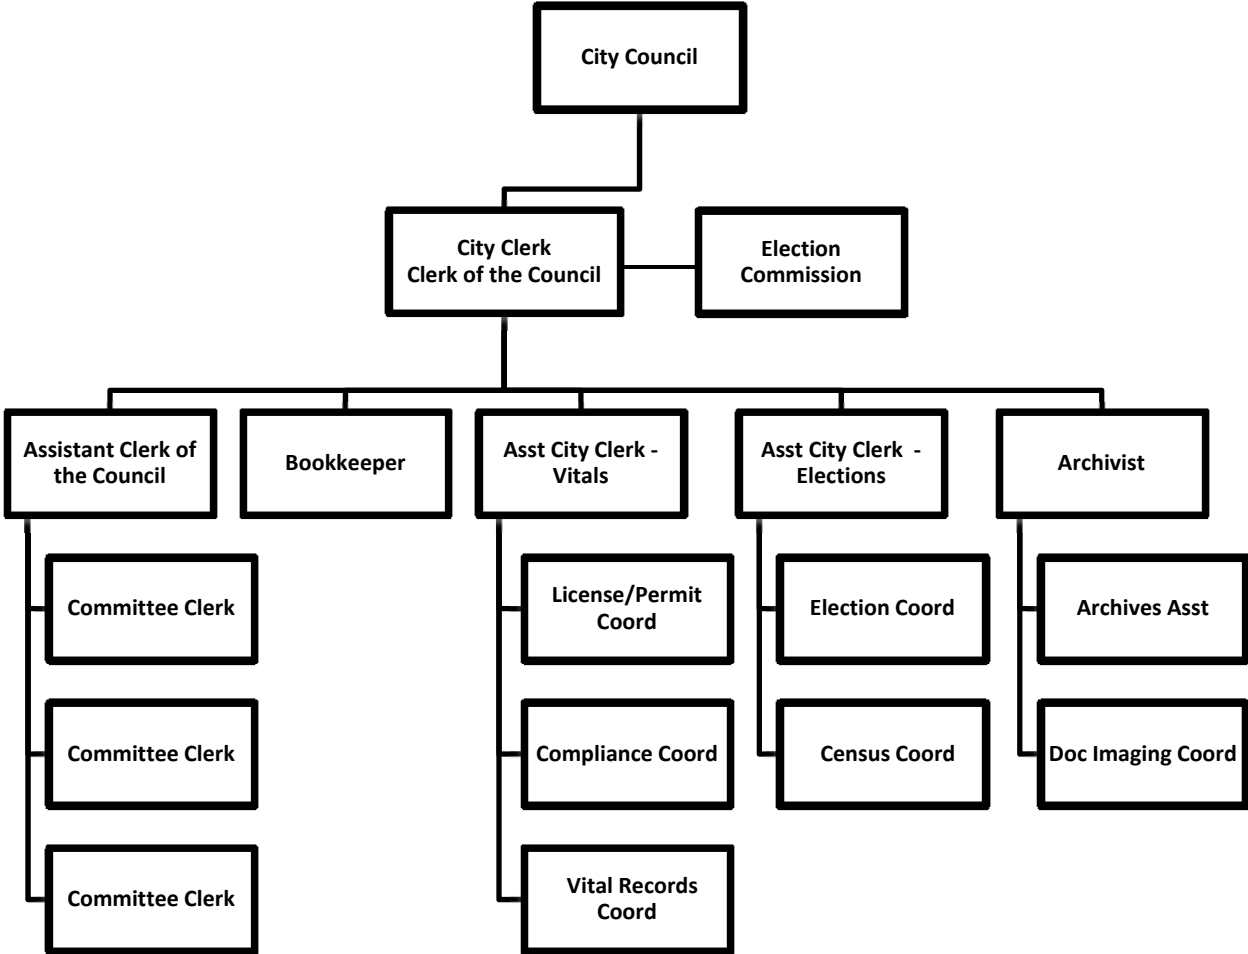 City Council
City Clerk
Clerk of the Council
Election
Commission
Assistant Clerk of
the Council
Bookkeeper
Asst City Clerk -
Vitals
Asst City Clerk  -
Elections
Archivist
Committee Clerk
License/Permit
Coord
Election Coord
Archives Asst
Committee Clerk
Compliance Coord
Census Coord
Doc Imaging Coord
Committee Clerk
Vital Records
Coord